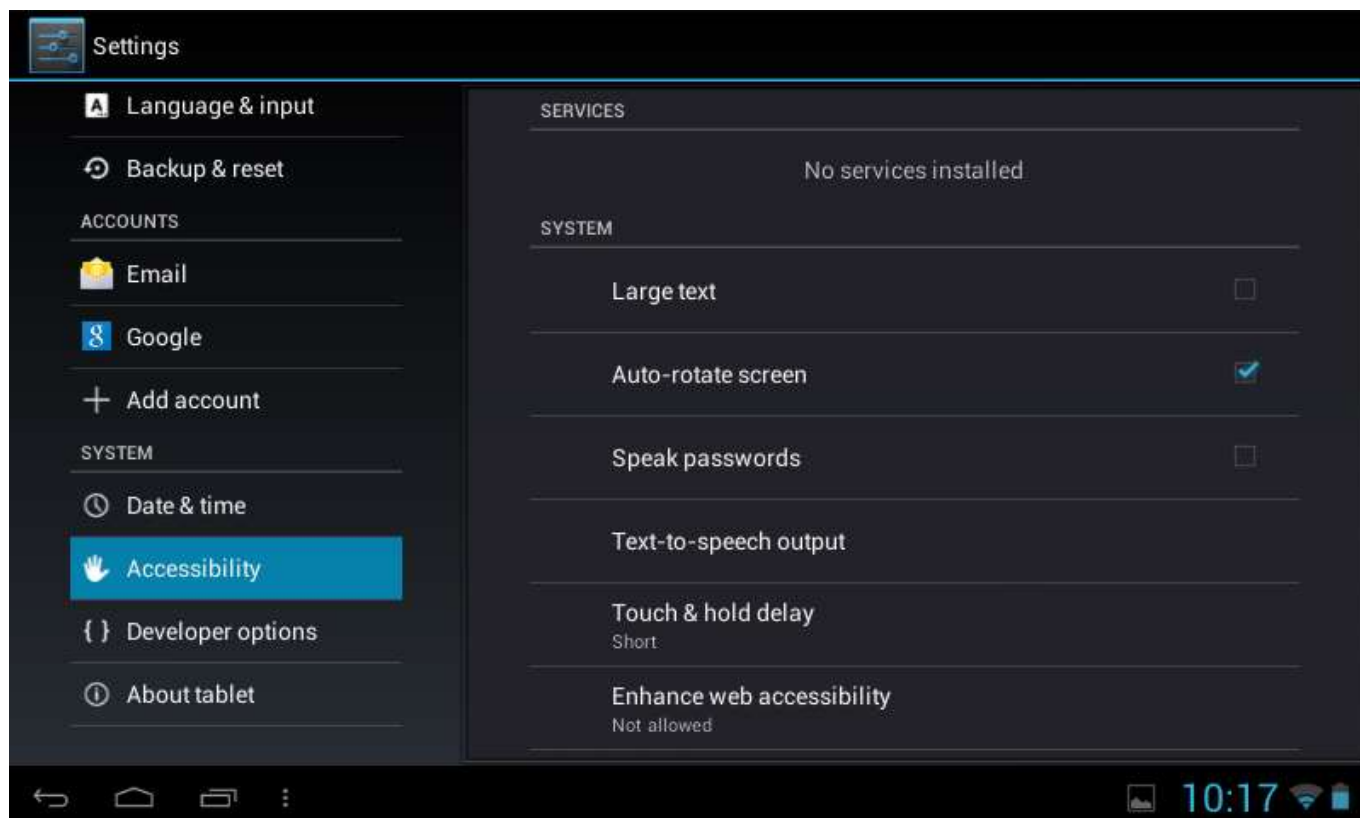 Settings
Language & input
Backup & reset
ACCOUNTS
Email
Google
Add account
SYSTEM
Date & time
Accessibility
{ } Developer options
About tablet
SERVICES
No services installed
SYSTEM
Large text
Auto-rotate screen
Speak passwords
Text-to-speech output
Touch & hold delay
Short
Enhance web accessibility
Not allowed
10:17